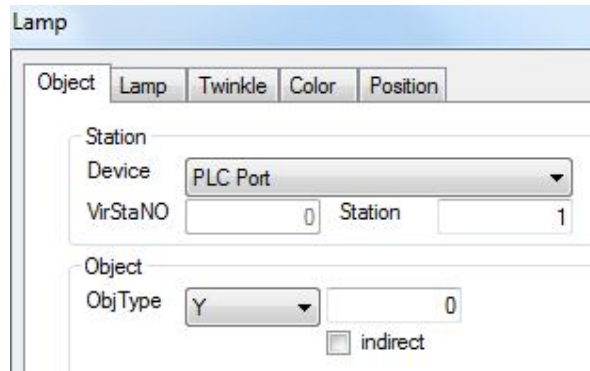 Lamp
Object Lamp Twinkle Color Position
Station
Device PLC Port
VirStaNO 0 Station 1
Object
ObjType Y 0
indirect